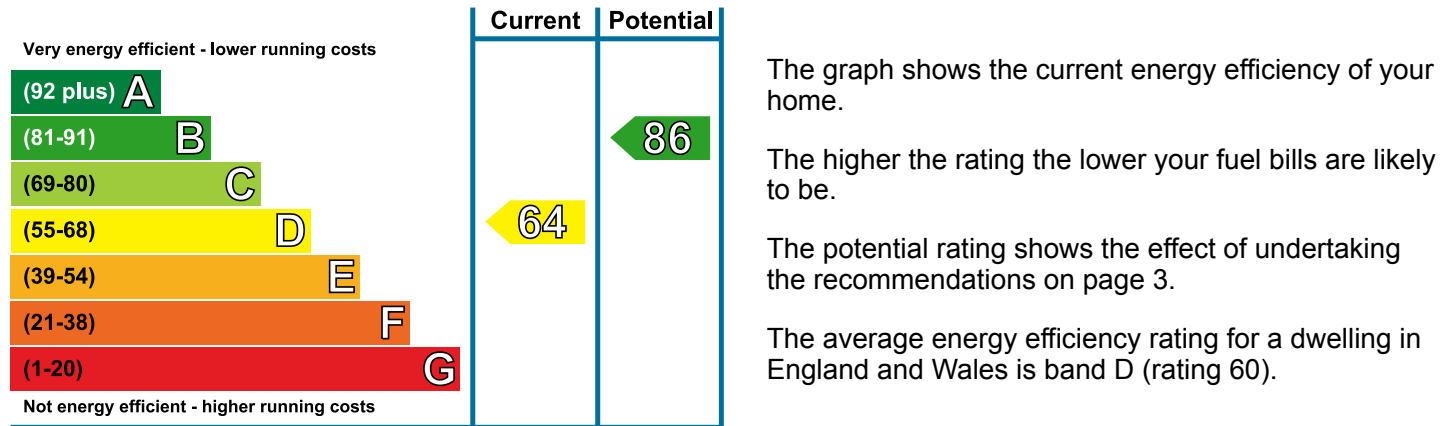 Current Potential
Very energy efficient - lower running costs
(92 plus) A
(81-91) B
86
(69-80) C
(55-68) D
64
(39-54) E
(21-38) F
(1-20) G
Not energy efficient - higher running costs
The graph shows the current energy efficiency of your
home.
The higher the rating the lower your fuel bills are likely
to be.
The potential rating shows the effect of undertaking
the recommendations on page 3.
The average energy efficiency rating for a dwelling in
England and Wales is band D (rating 60).